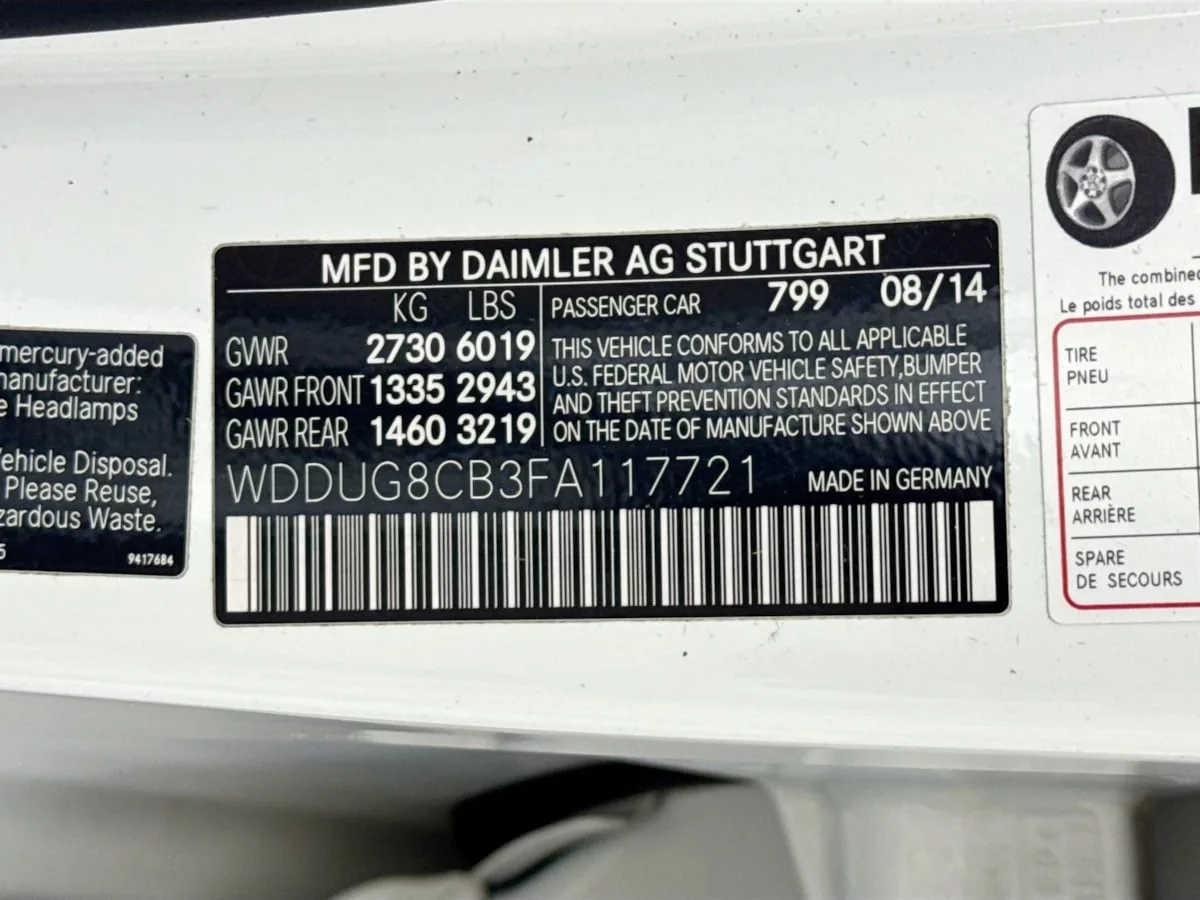 mercury-added
manufacturer:
e Headlamps
Vehicle Disposal.
Please Reuse,
zardous Waste.
5
9417684
MFD BY DAIMLER AG STUTTGART
KG LBS
GVWR 2730 6019
GAWR FRONT 1335 2943
GAWR REAR 1460 3219
PASSENGER CAR 799 08/14
THIS VEHICLE CONFORMS TO ALL APPLICABLE
U.S. FEDERAL MOTOR VEHICLE SAFETY,BUMPER
AND THEFT PREVENTION STANDARDS IN EFFECT
ON THE DATE OF MANUFACTURE SHOWN ABOVE
WDDUG8CB3FA117721 MADE IN GERMANY
The combined
Le poids total des
TIRE
PNEU
FRONT
AVANT
REAR
ARRIÈRE
SPARE
DE SECOURS